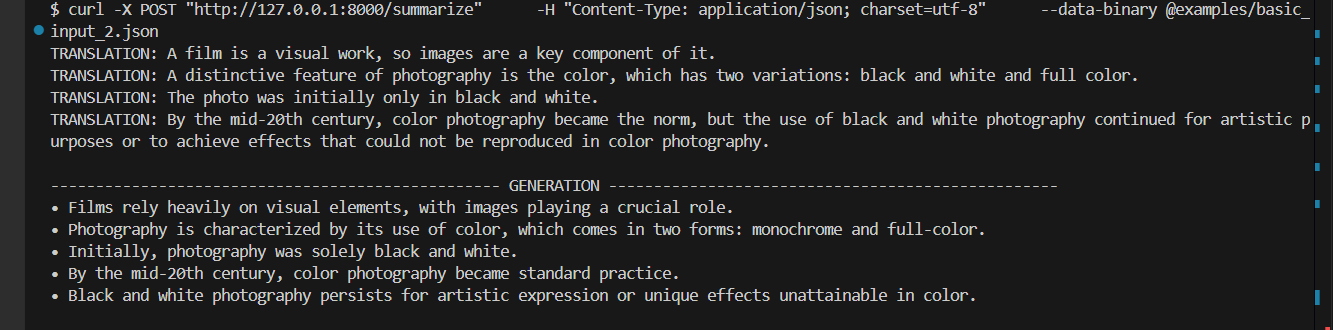 $ curl -X POST "http://127.0.0.1:8000/summarize"      -H "Content-Type: application/json; charset=utf-8"      --data-binary @examples/basic_
input_2.json
TRANSLATION: A film is a visual work, so images are a key component of it.
TRANSLATION: A distinctive feature of photography is the color, which has two variations: black and white and full color.
TRANSLATION: The photo was initially only in black and white.
TRANSLATION: By the mid-20th century, color photography became the norm, but the use of black and white photography continued for artistic p
urposes or to achieve effects that could not be reproduced in color photography.
-------------------------------------------------- GENERATION --------------------------------------------------
• Films rely heavily on visual elements, with images playing a crucial role.
• Photography is characterized by its use of color, which comes in two forms: monochrome and full-color.
• Initially, photography was solely black and white.
• By the mid-20th century, color photography became standard practice.
• Black and white photography persists for artistic expression or unique effects unattainable in color.